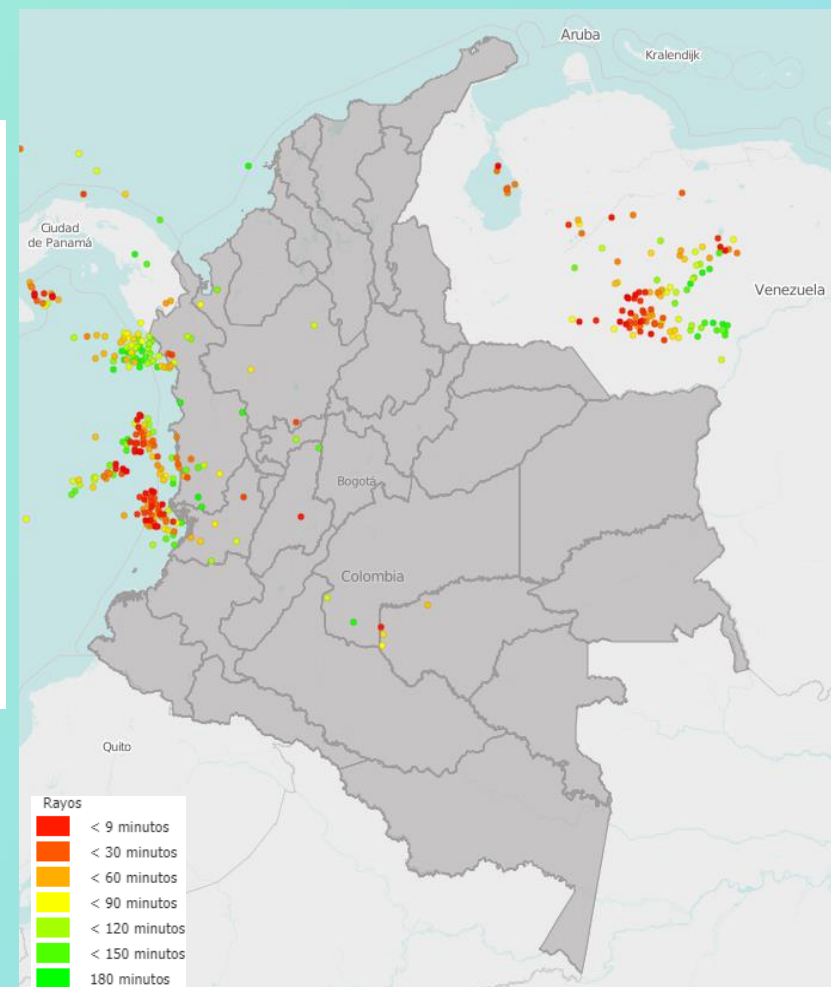 Aruba
Kralendijk
Ciudad
de Panamá
Venezuela
Bogotá
Colombia
Quito
Rayos
< 9 minutos
< 30 minutos
< 60 minutos
< 90 minutos
< 120 minutos
< 150 minutos
180 minutos